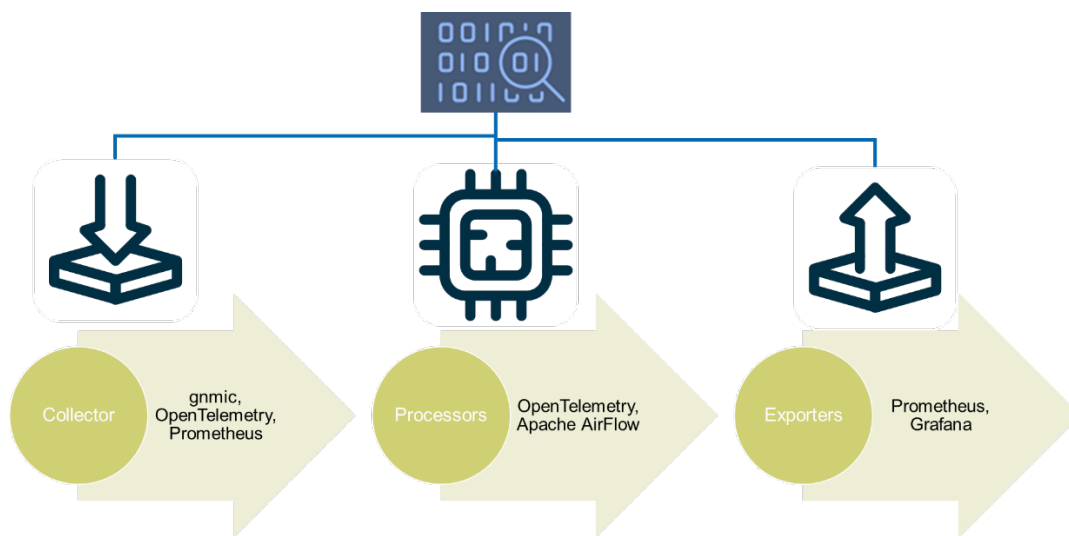 Collector
gnmic,
OpenTelemetry,
Prometheus
Processors
OpenTelemetry,
Apache AirFlow
Exporters
Prometheus,
Grafana